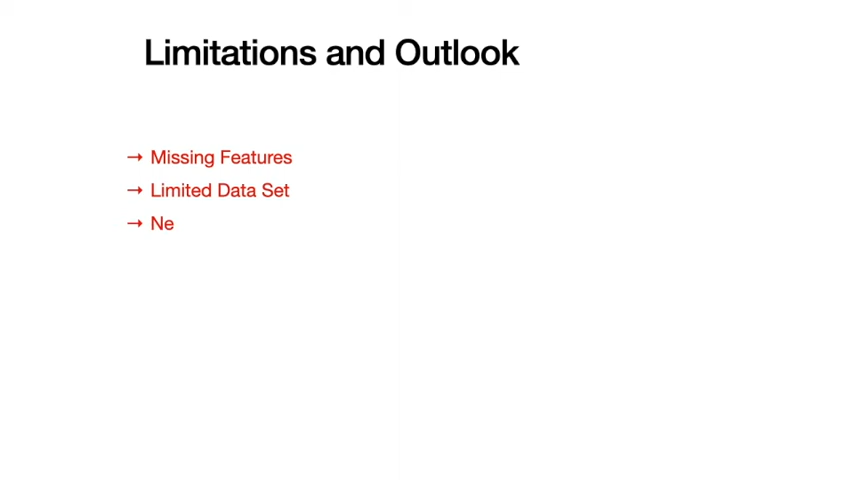 Limitations and Outlook
→ Missing Features
→ Limited Data Set
→ Ne